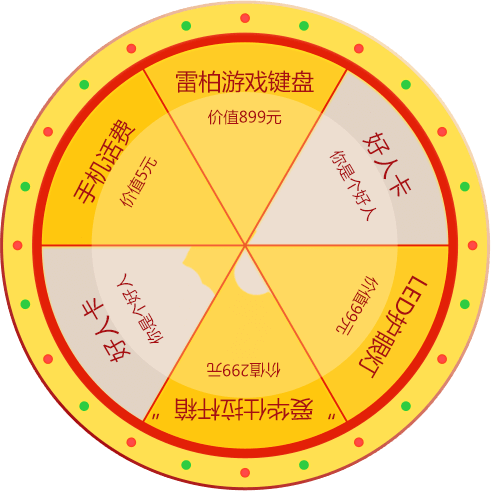 雷柏游戏键盘
价值899元
好人卡
你是个好人
LED护眼灯
价值99元
"爱华仕拉杆箱"
价值299元
好人卡
你是个好人
手机话费
价值5元